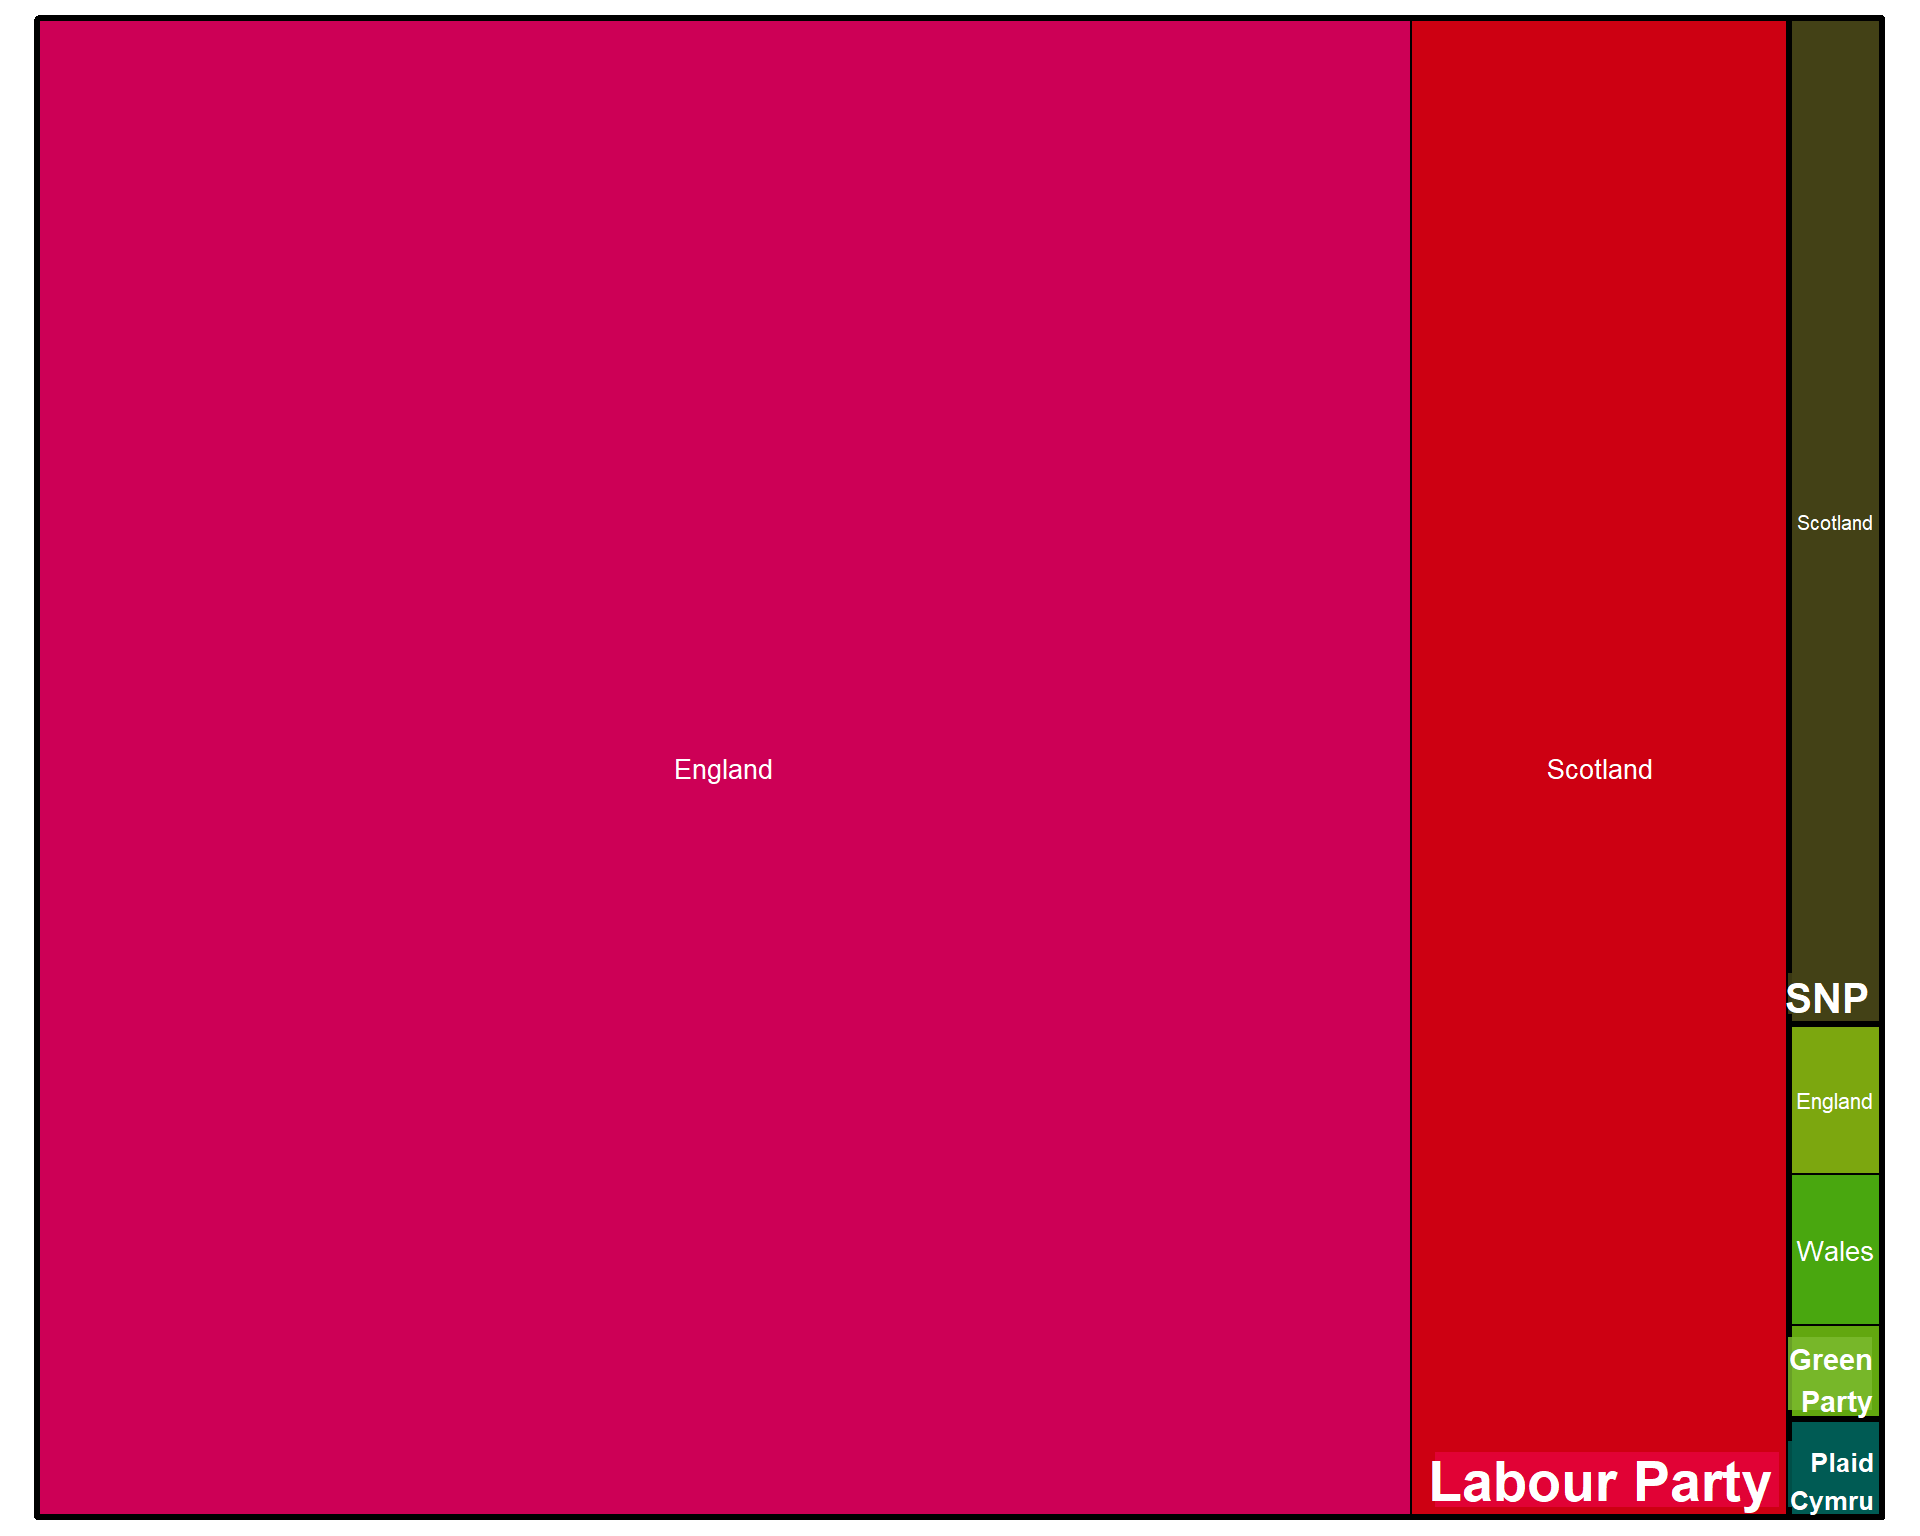 England
Scotland
Labour Party
Scotland
SNP
England
Wales
Green
Party
Plaid
Cymru